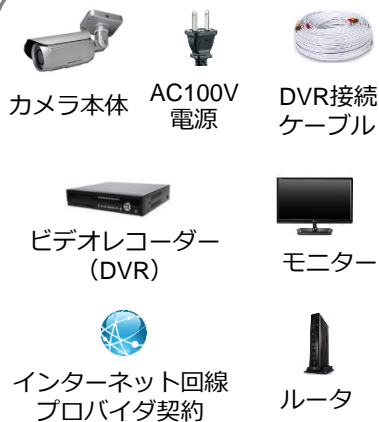 カメラ本体
AC100V
電源
DVR接続
ケーブル
ビデオレコーダー
（DVR）
モニター
インターネット回線
プロバイダ契約
ルータ